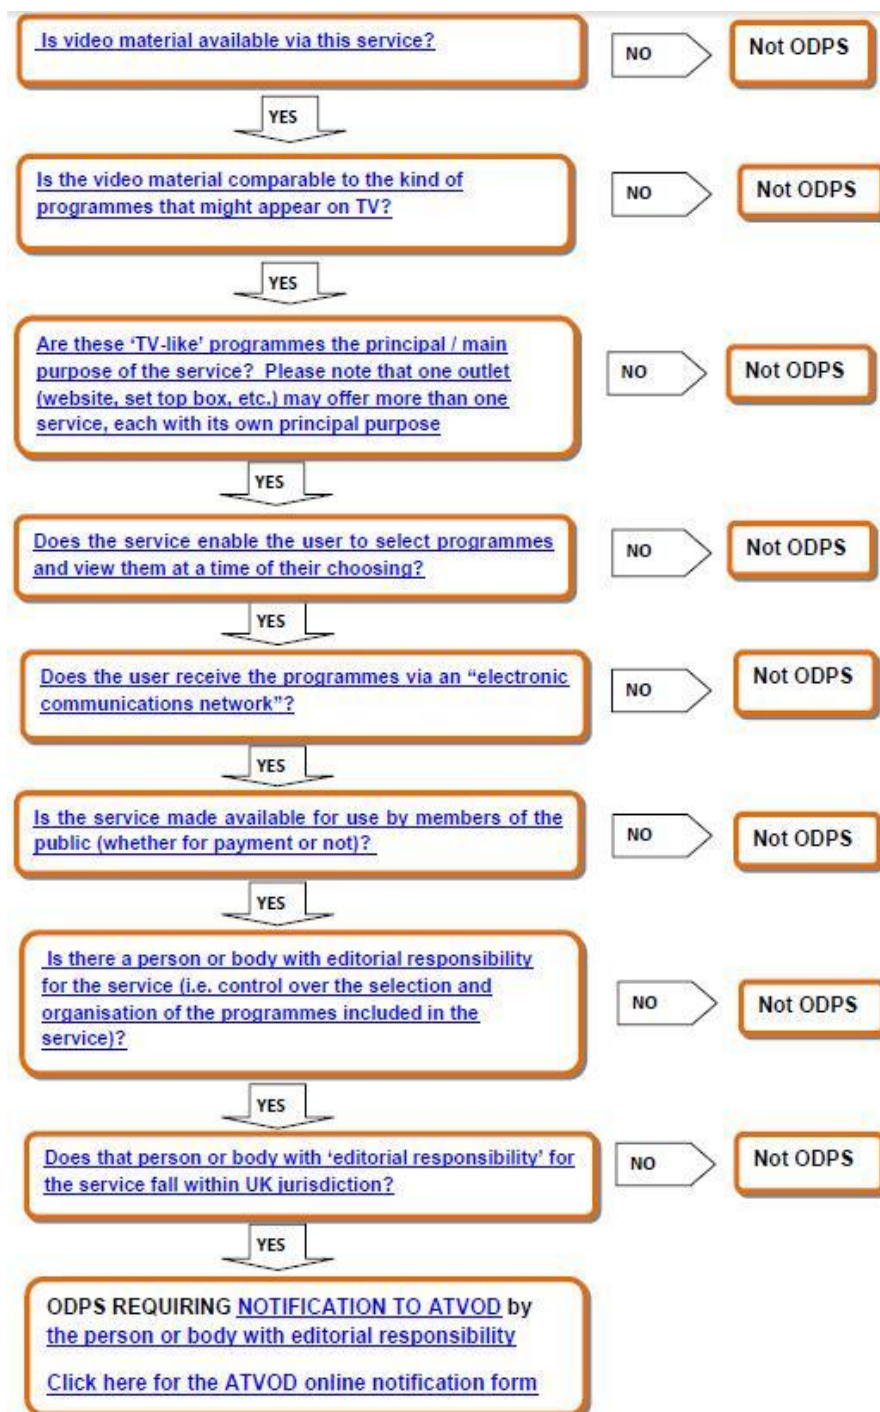 Is video material available via this service?
NO
Not ODPS
YES
Is the video material comparable to the kind of
programmes that might appear on TV?
NO
Not ODPS
YES
Are these ‘TV-like’ programmes the principal / main
purpose of the service? Please note that one outlet
(website, set top box, etc.) may offer more than one
service, each with its own principal purpose
NO
Not ODPS
YES
Does the service enable the user to select programmes
and view them at a time of their choosing?
NO
Not ODPS
YES
Does the user receive the programmes via an “electronic
communications network”?
NO
Not ODPS
YES
Is the service made available for use by members of the
public (whether for payment or not)?
NO
Not ODPS
YES
Is there a person or body with editorial responsibility
for the service (i.e. control over the selection and
organisation of the programmes included in the
service)?
NO
Not ODPS
YES
Does that person or body with ‘editorial responsibility’ for
the service fall within UK jurisdiction?
NO
Not ODPS
YES
ODPS REQUIRING NOTIFICATION TO ATVOD by
the person or body with editorial responsibility
Click here for the ATVOD online notification form